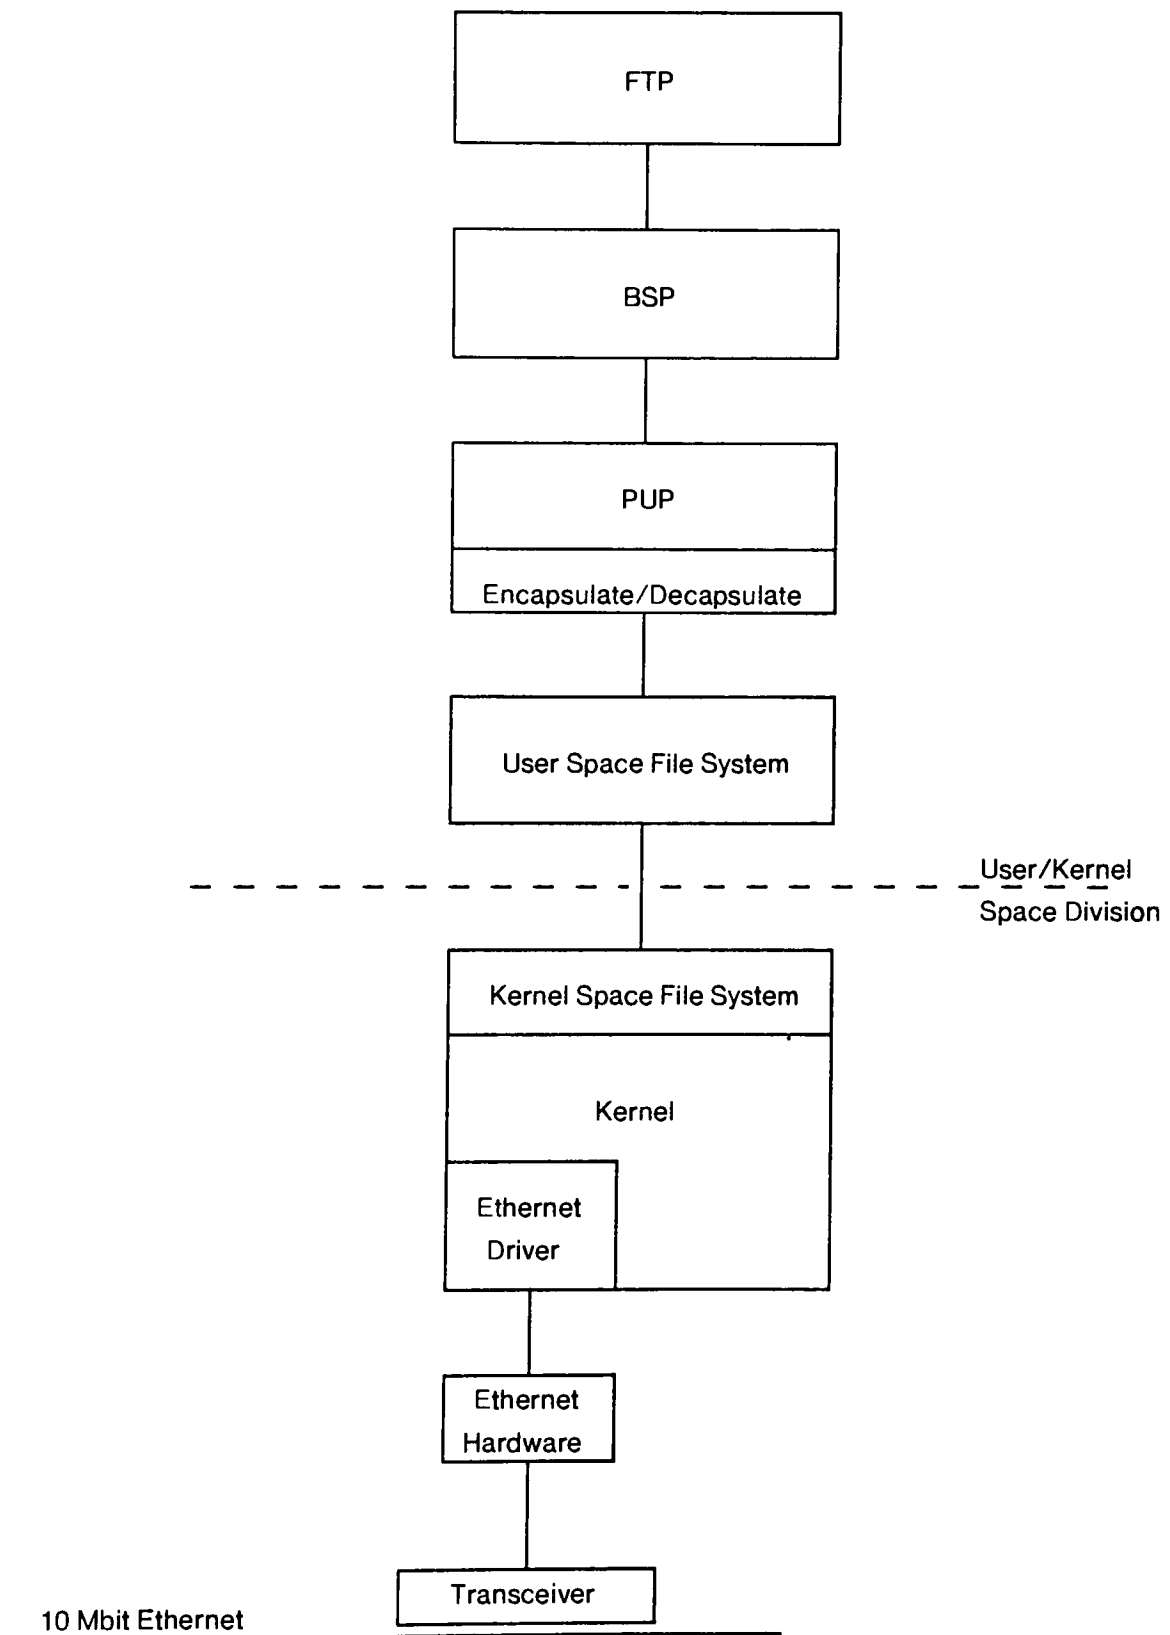 FTP
BSP
PUP
Encapsulate/Decapsulate
User Space File System
User/Kernel
Space Division
Kernel Space File System
Kernel
Ethernet
Driver
Ethernet
Hardware
Transceiver
10 Mbit Ethernet